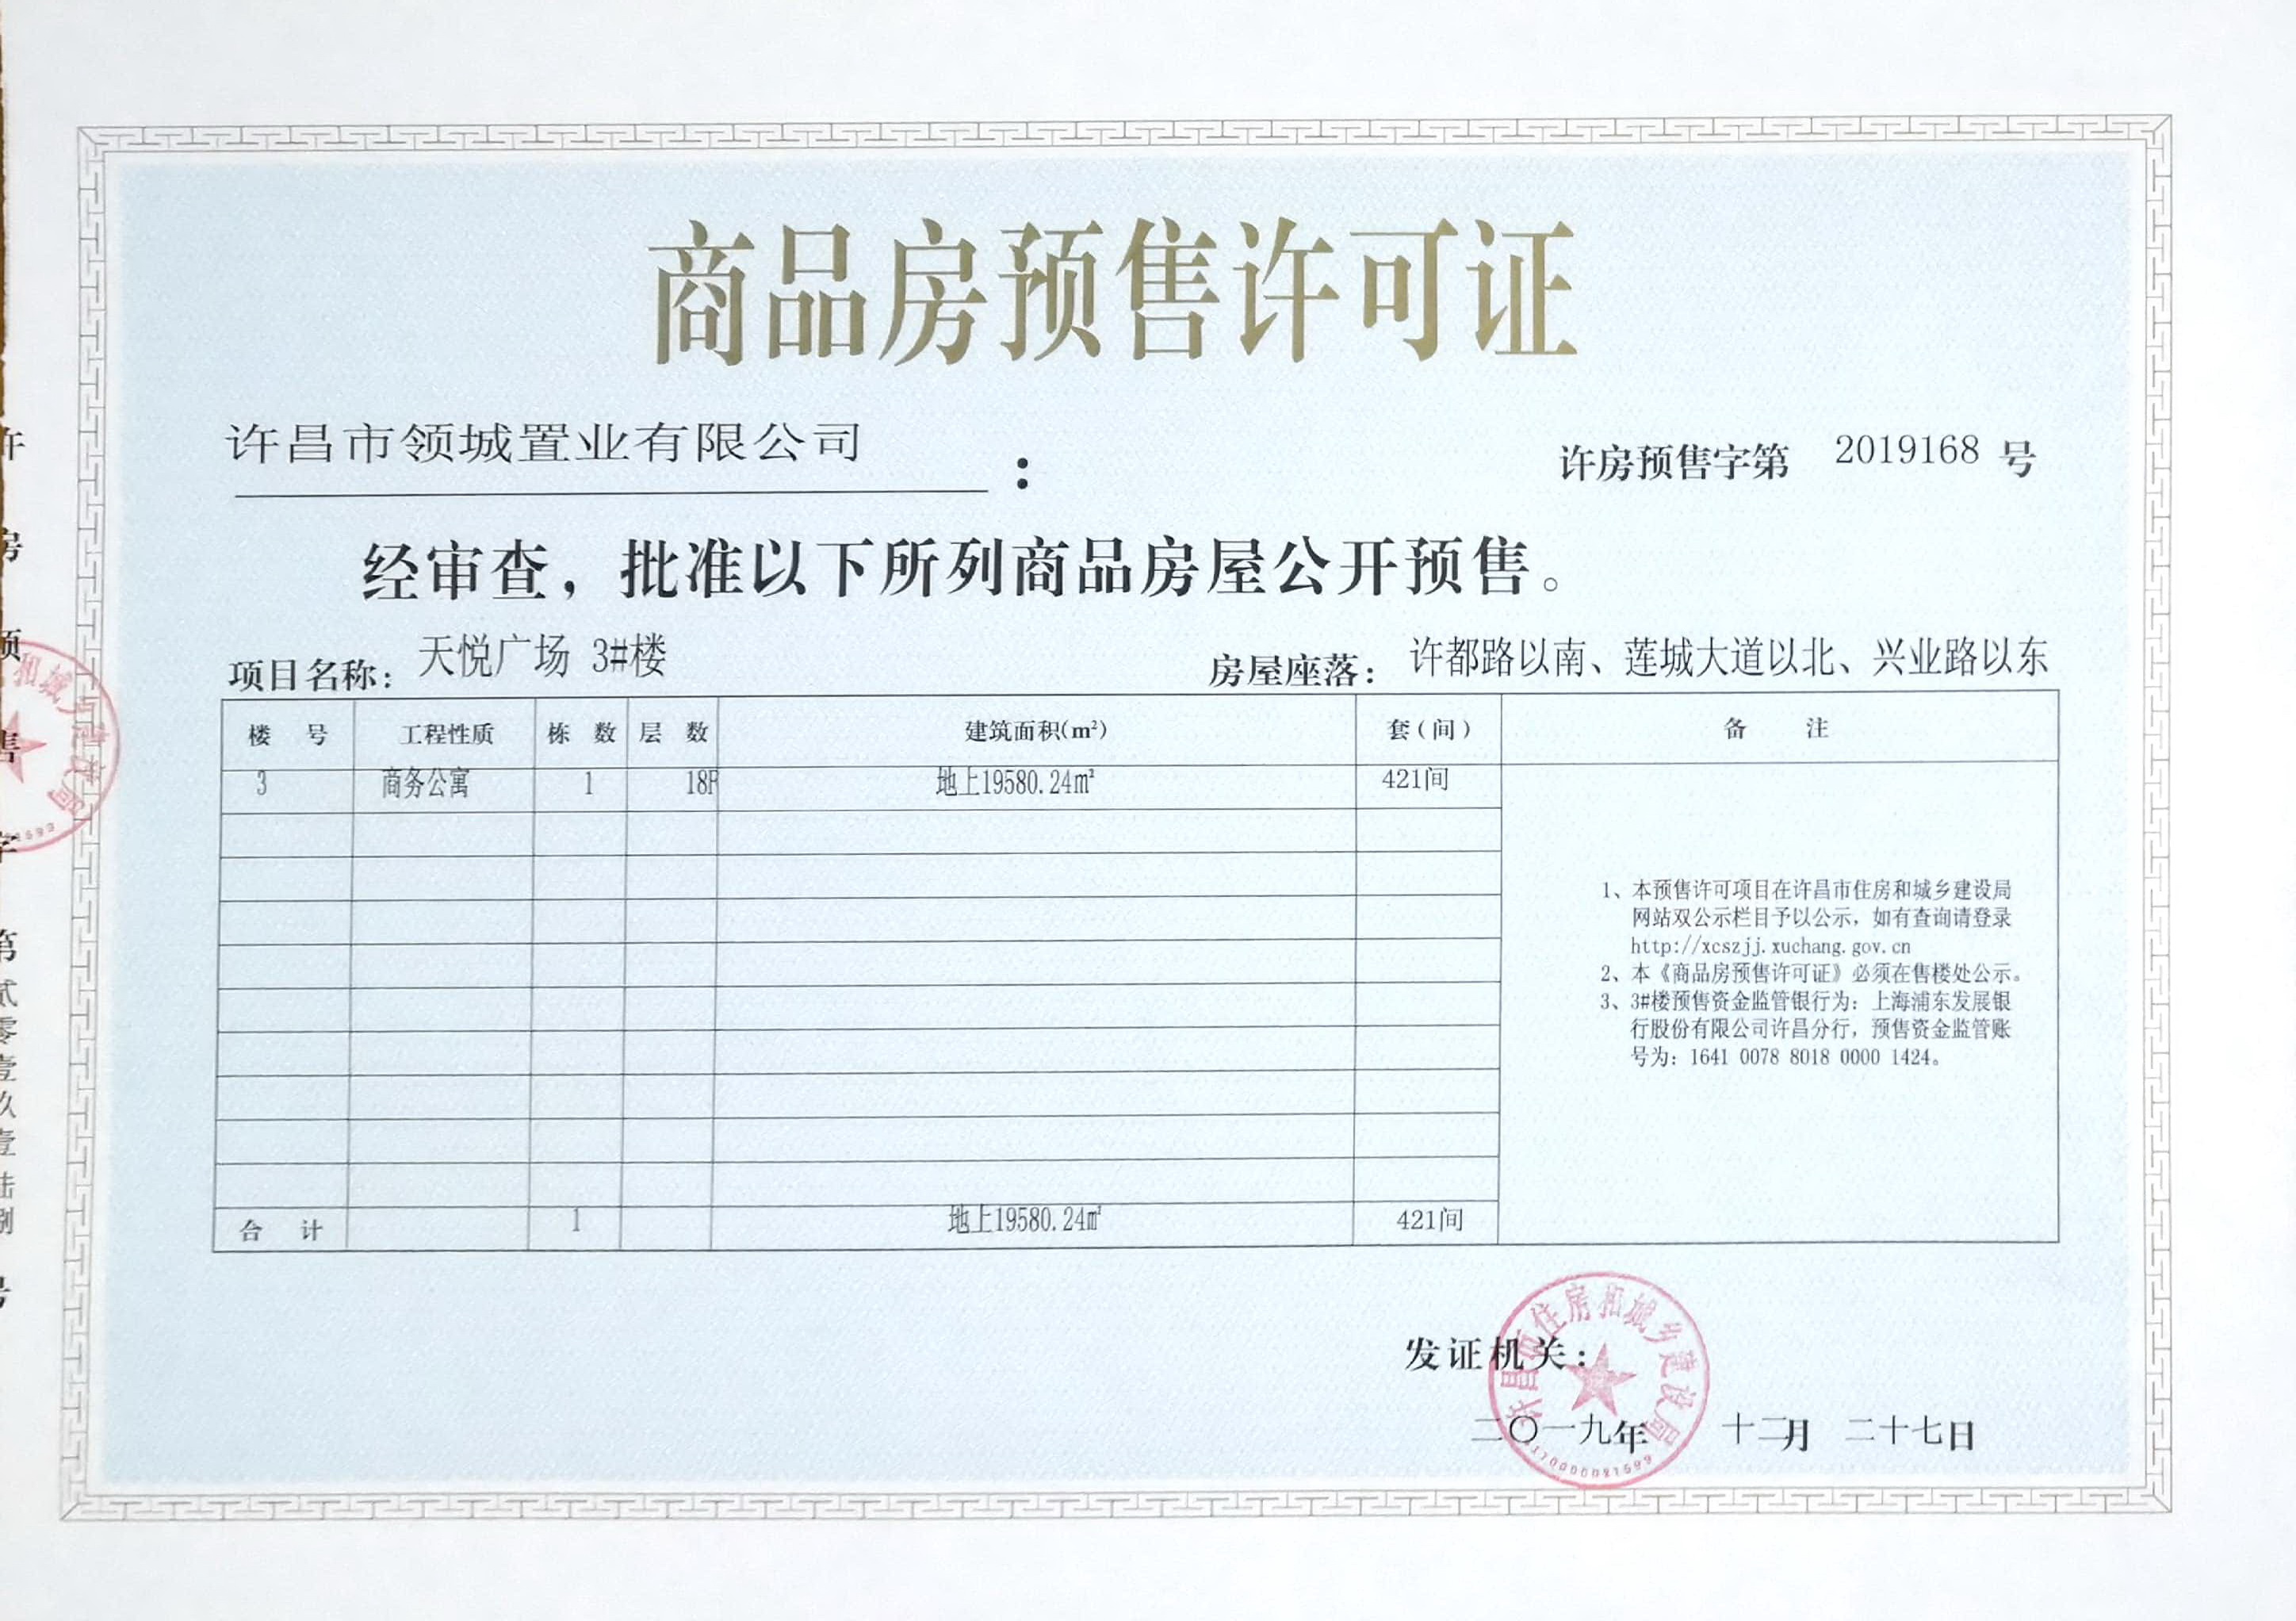 商品房预售许可证
许昌市领城置业有限公司：
许房预售字第 2019168 号
经审查，批准以下所列商品房屋公开预售。
项目名称：天悦广场 3#楼
房屋座落：许都路以南、莲城大道以北、兴业路以东
楼 号 工程性质 栋 数 层 数 建筑面积(m²) 套(间) 备 注
3 商务公寓 1 18F 地上19580.24㎡ 421间
1、本预售许可项目在许昌市住房和城乡建设局
网站双公示栏目予以公示，如有查询请登录
http://xcszjj.xuchang.gov.cn
2、本《商品房预售许可证》必须在售楼处公示。
3、3#楼预售资金监管银行为：上海浦东发展银
行股份有限公司许昌分行，预售资金监管账
号为：1641 0078 8018 0000 1424。
合 计 1 地上19580.24㎡ 421间
发证机关：
许昌市住房和城乡建设局
二〇一九年 十二月 二十七日